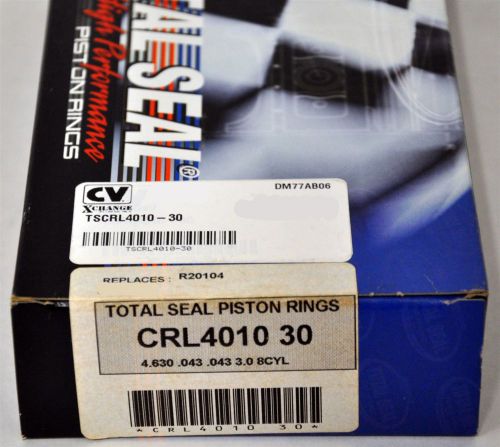 TAL SEAL®
High Performance
PISTON RINGS
CV
XCHANGE
DM77AB06
TSCRL4010-30
TSCRL4010-30
REPLACES: R20104
TOTAL SEAL PISTON RINGS
CRL4010 30
4.630 .043 .043 3.0 8CYL
*CRL4010 30*